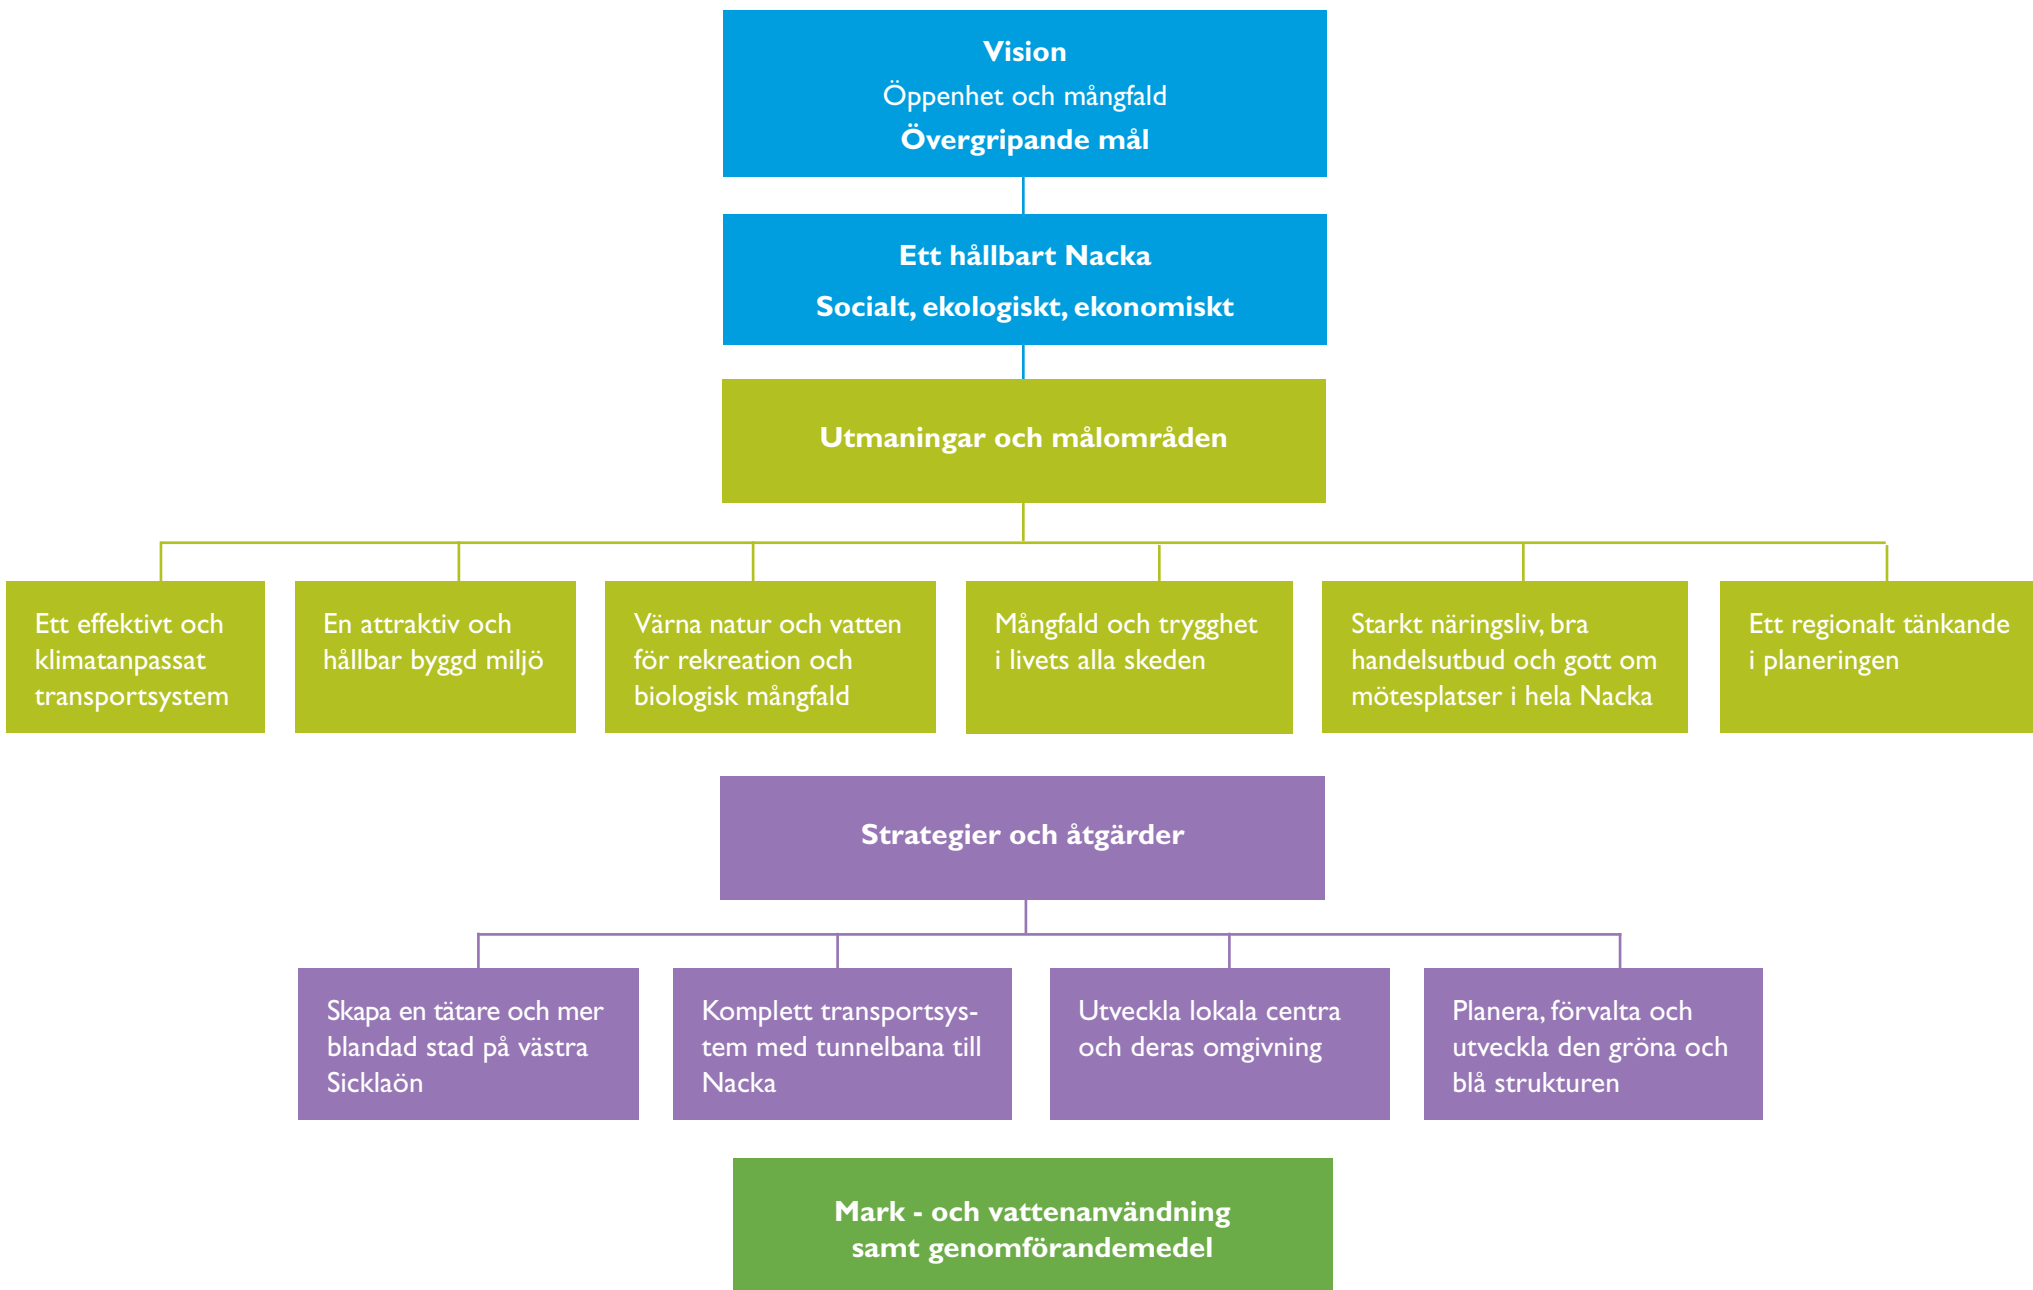 Vision
Öppenhet och mångfald
Övergripande mål
Ett hållbart Nacka
Socialt, ekologiskt, ekonomiskt
Utmaningar och målområden
Ett effektivt och
klimatanpassat
transportsystem
En attraktiv och
hållbar byggd miljö
Värna natur och vatten
för rekreation och
biologisk mångfald
Mångfald och trygghet
i livets alla skeden
Starkt näringsliv, bra
handelsutbud och gott om
mötesplatser i hela Nacka
Ett regionalt tänkande
i planeringen
Strategier och åtgärder
Skapa en tätare och mer
blandad stad på västra
Sicklaön
Komplett transportsys-
tem med tunnelbana till
Nacka
Utveckla lokala centra
och deras omgivning
Planera, förvalta och
utveckla den gröna och
blå strukturen
Mark - och vattenanvändning
samt genomförandemedel